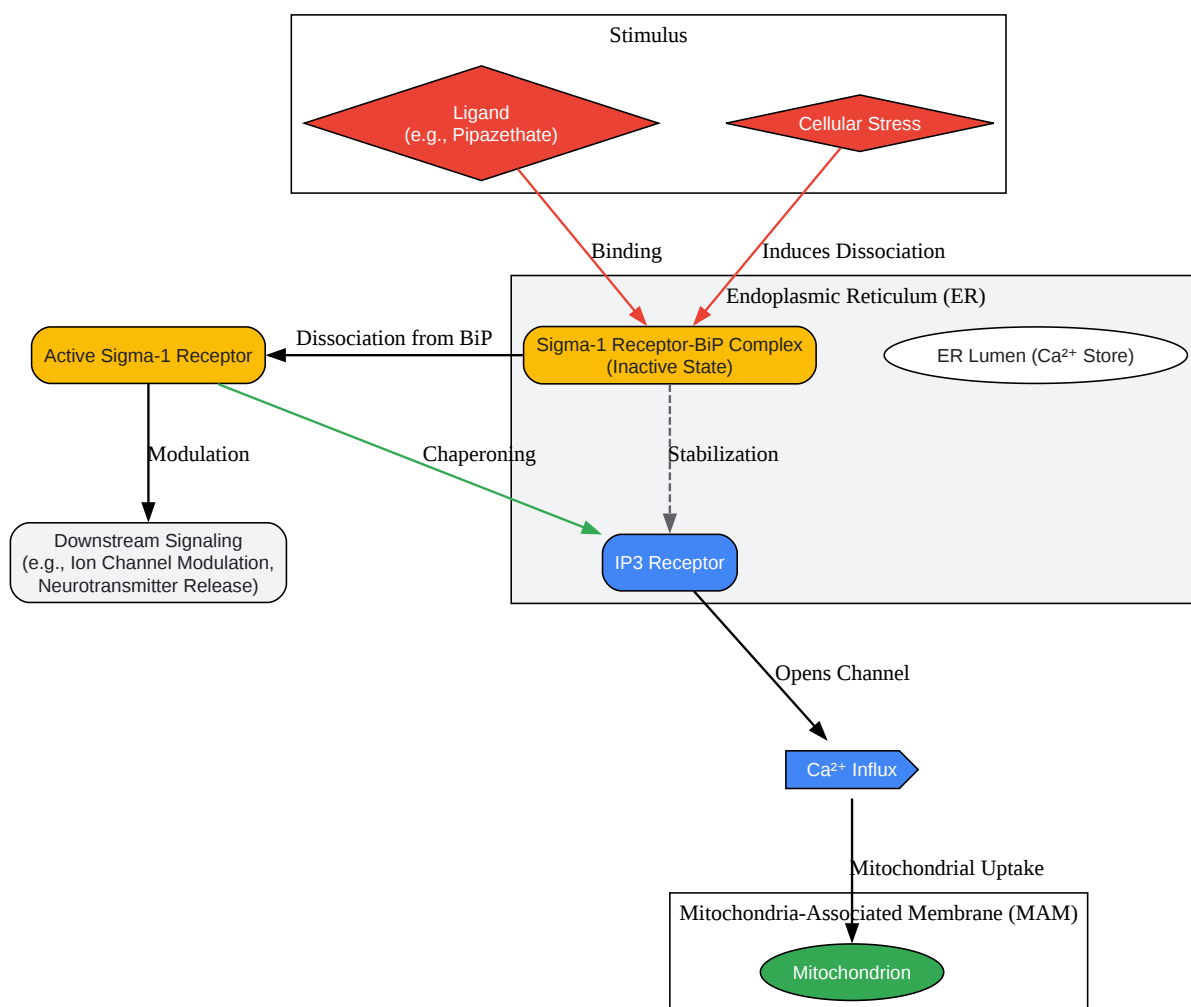 Stimulus
Ligand
(e.g., Pipazethate)
Cellular Stress
Binding
Induces Dissociation
Endoplasmic Reticulum (ER)
Dissociation from BiP
Active Sigma-1 Receptor
Sigma-1 Receptor-BiP Complex
(Inactive State)
ER Lumen (Ca²⁺ Store)
Modulation
Chaperoning
Stabilization
Downstream Signaling
(e.g., Ion Channel Modulation,
Neurotransmitter Release)
IP3 Receptor
Opens Channel
Ca²⁺ Influx
Mitochondrial Uptake
Mitochondria-Associated Membrane (MAM)
Mitochondrion